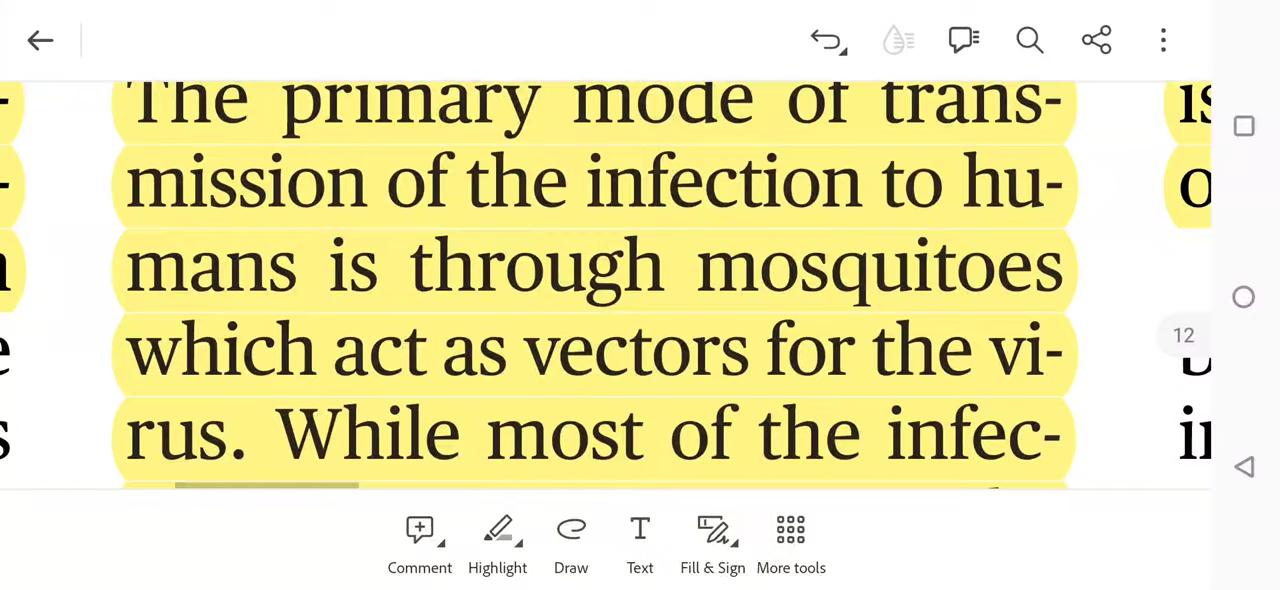 The primary mode of trans-
mission of the infection to hu-
mans is through mosquitoes
which act as vectors for the vi-
rus. While most of the infec-
is
12
Comment Highlight Draw Text Fill & Sign More tools